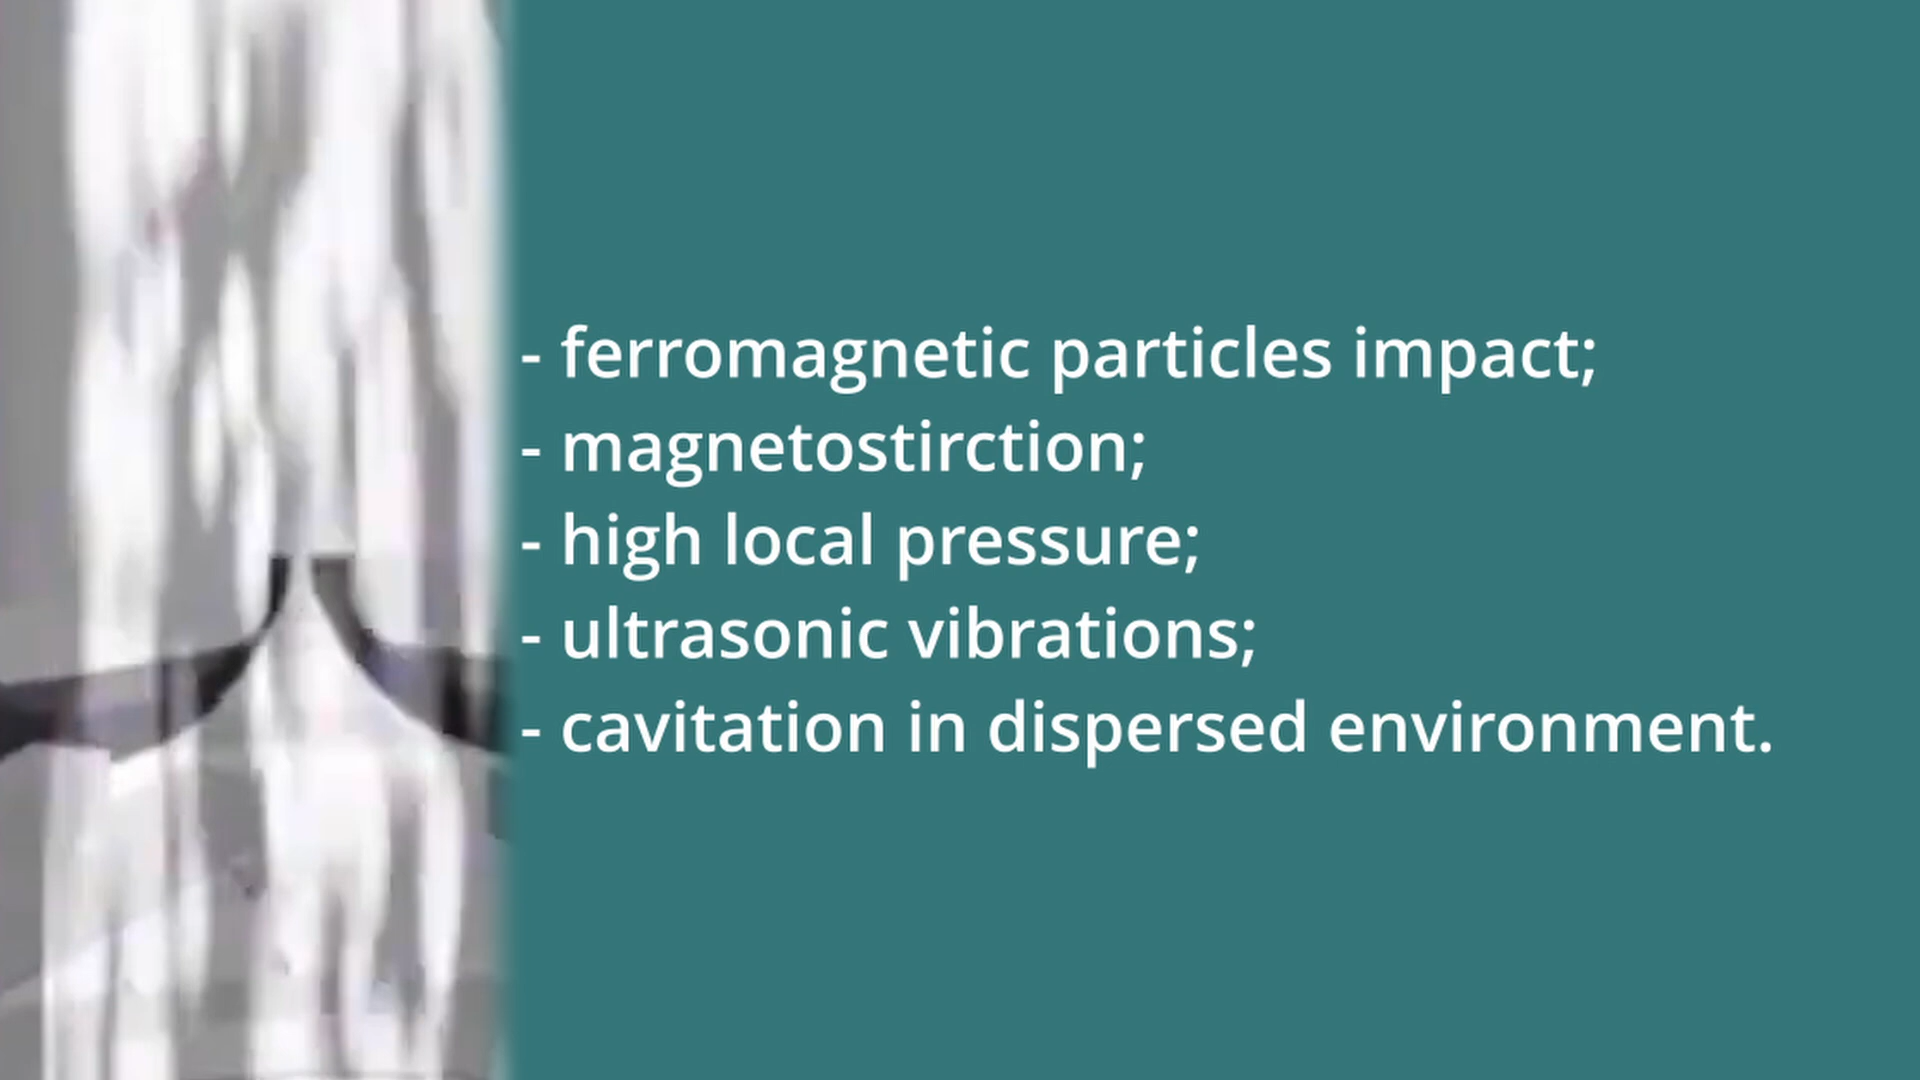 - ferromagnetic particles impact;
- magnetostirction;
- high local pressure;
- ultrasonic vibrations;
- cavitation in dispersed environment.